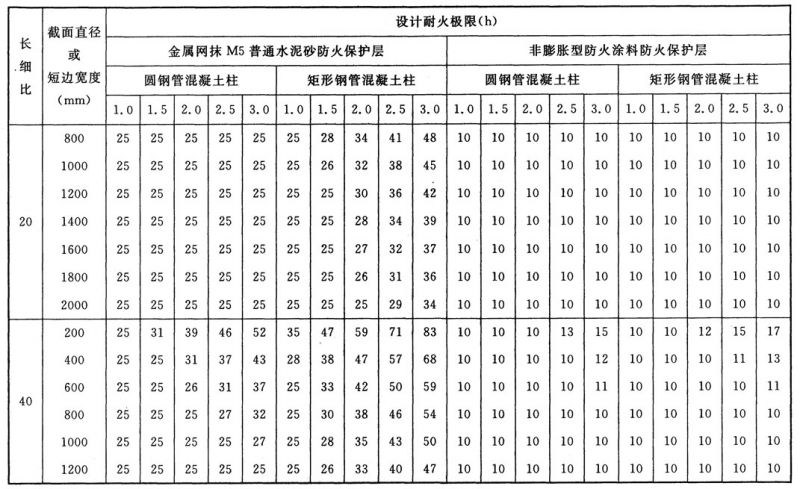 设计耐火极限(h)
长细比 截面直径或短边宽度(mm)
金属网抹 M5 普通水泥砂防火保护层 非膨胀型防火涂料防火保护层
圆钢管混凝土柱 矩形钢管混凝土柱 圆钢管混凝土柱 矩形钢管混凝土柱
1.0 1.5 2.0 2.5 3.0 1.0 1.5 2.0 2.5 3.0 1.0 1.5 2.0 2.5 3.0 1.0 1.5 2.0 2.5 3.0
800 25 25 25 25 25 25 28 34 41 48 10 10 10 10 10 10 10 10 10 10
1000 25 25 25 25 25 25 26 32 38 45 10 10 10 10 10 10 10 10 10 10
1200 25 25 25 25 25 25 25 30 36 42 10 10 10 10 10 10 10 10 10 10
20 1400 25 25 25 25 25 25 25 28 34 39 10 10 10 10 10 10 10 10 10 10
1600 25 25 25 25 25 25 25 27 32 37 10 10 10 10 10 10 10 10 10 10
1800 25 25 25 25 25 25 25 26 31 36 10 10 10 10 10 10 10 10 10 10
2000 25 25 25 25 25 25 25 25 29 34 10 10 10 10 10 10 10 10 10 10
200 25 31 39 46 52 35 47 59 71 83 10 10 10 13 15 10 10 12 15 17
400 25 25 31 37 43 28 38 47 57 68 10 10 10 10 12 10 10 10 11 13
600 25 25 26 31 37 25 33 42 50 59 10 10 10 10 11 10 10 10 10 11
40 800 25 25 25 27 32 25 30 38 46 54 10 10 10 10 10 10 10 10 10 10
1000 25 25 25 25 27 25 28 35 43 50 10 10 10 10 10 10 10 10 10 10
1200 25 25 25 25 25 25 26 33 40 47 10 10 10 10 10 10 10 10 10 10